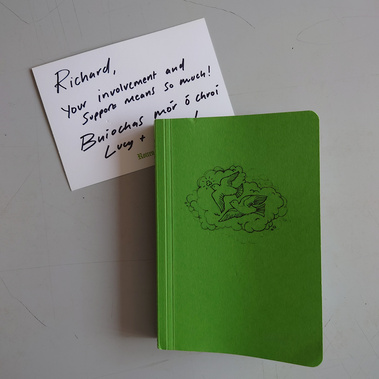 Richard,
Your involvement and
Support means so much!
Buíochas mór ó chroí
Lucy +